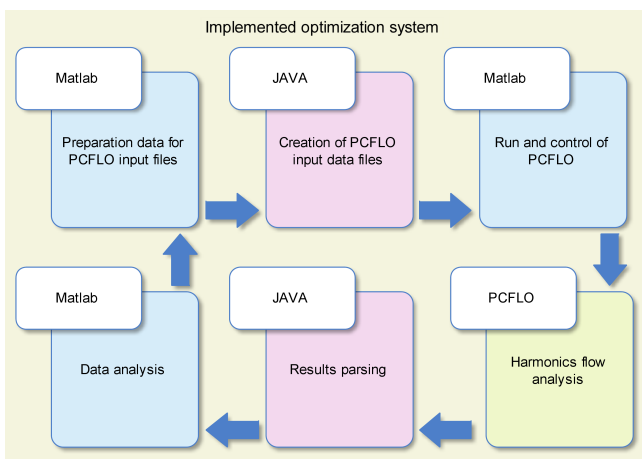 Implemented optimization system
Matlab
Preparation data for
PCFLO input files
JAVA
Creation of PCFLO
input data files
Matlab
Run and control of
PCFLO
Matlab
Data analysis
JAVA
Results parsing
PCFLO
Harmonics flow
analysis